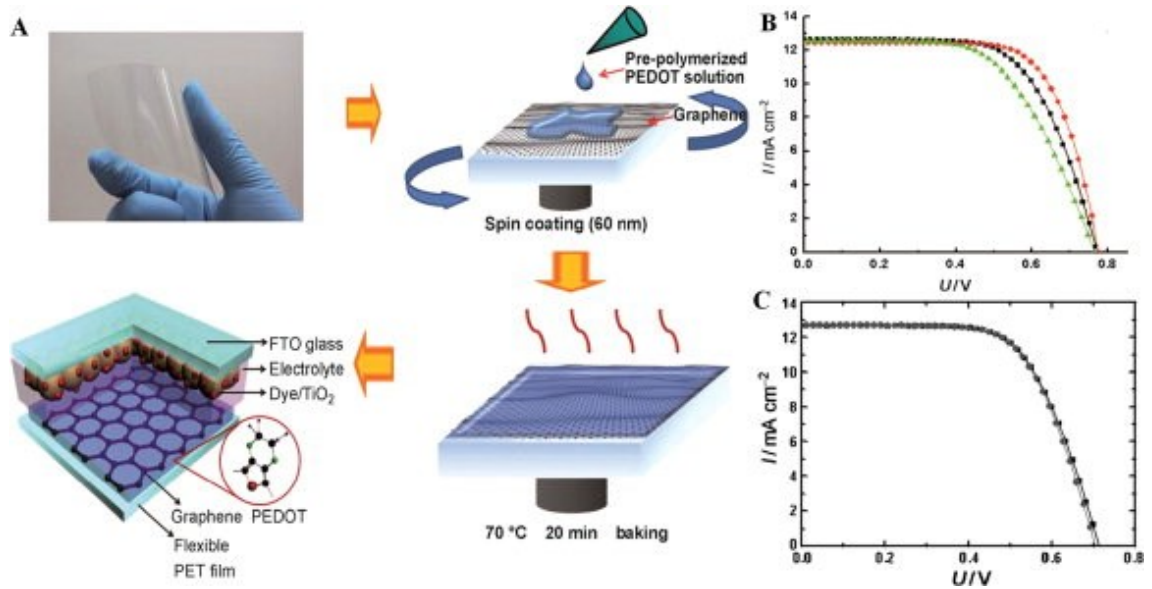 A
Pre-polymerized
PEDOT solution
Graphene
Spin coating (60 nm)
FTO glass
Electrolyte
Dye/TiO₂
Graphene PEDOT
Flexible
PET film
70 °C 20 min baking
B
14
12
10
8
6
4
2
0
I/mA cm⁻²
0.0 0.2 0.4 0.6 0.8
U/V
C
14
12
10
8
6
4
2
0
I/mA cm⁻²
0.0 0.2 0.4 0.6 0.8
U/V